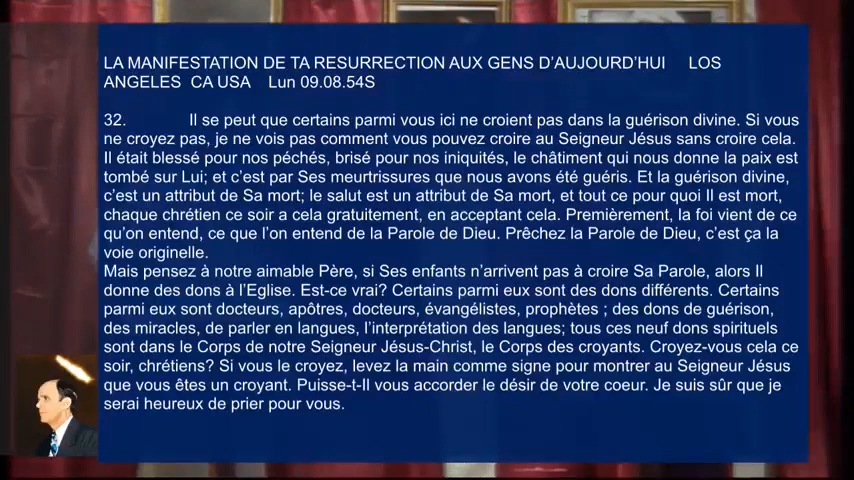 LA MANIFESTATION DE TA RESURRECTION AUX GENS D'AUJOURD'HUI LOS
ANGELES CA USA Lun 09.08.54S
32. Il se peut que certains parmi vous ici ne croient pas dans la guérison divine. Si vous
ne croyez pas, je ne vois pas comment vous pouvez croire au Seigneur Jésus sans croire cela.
Il était blessé pour nos péchés, brisé pour nos iniquités, le châtiment qui nous donne la paix est
tombé sur Lui; et c'est par Ses meurtrissures que nous avons été guéris. Et la guérison divine,
c'est un attribut de Sa mort; le salut est un attribut de Sa mort, et tout ce pour quoi Il est mort,
chaque chrétien ce soir a cela gratuitement, en acceptant cela. Premièrement, la foi vient de ce
qu'on entend, ce que l'on entend de la Parole de Dieu. Prêchez la Parole de Dieu, c'est ça la
voie originelle.
Mais pensez à notre aimable Père, si Ses enfants n'arrivent pas à croire Sa Parole, alors Il
donne des dons à l'Eglise. Est-ce vrai? Certains parmi eux sont des dons différents. Certains
parmi eux sont docteurs, apôtres, docteurs, évangélistes, prophètes ; des dons de guérison,
des miracles, de parler en langues, l'interprétation des langues; tous ces neuf dons spirituels
sont dans le Corps de notre Seigneur Jésus-Christ, le Corps des croyants. Croyez-vous cela ce
soir, chrétiens? Si vous le croyez, levez la main comme signe pour montrer au Seigneur Jésus
que vous êtes un croyant. Puisse-t-Il vous accorder le désir de votre coeur. Je suis sûr que je
serai heureux de prier pour vous.